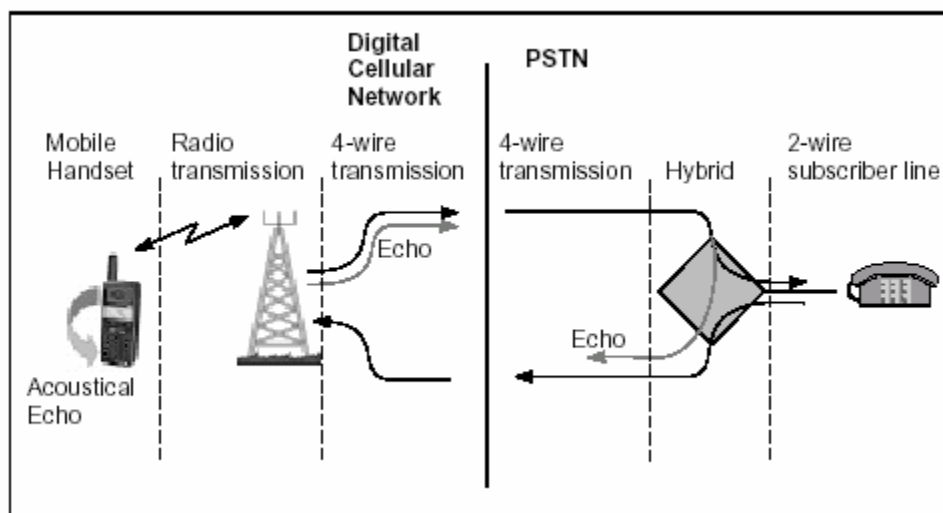 Digital
Cellular
Network
PSTN
Mobile
Handset
Radio
transmission
4-wire
transmission
4-wire
transmission
Hybrid
2-wire
subscriber line
Echo
Echo
Acoustical
Echo